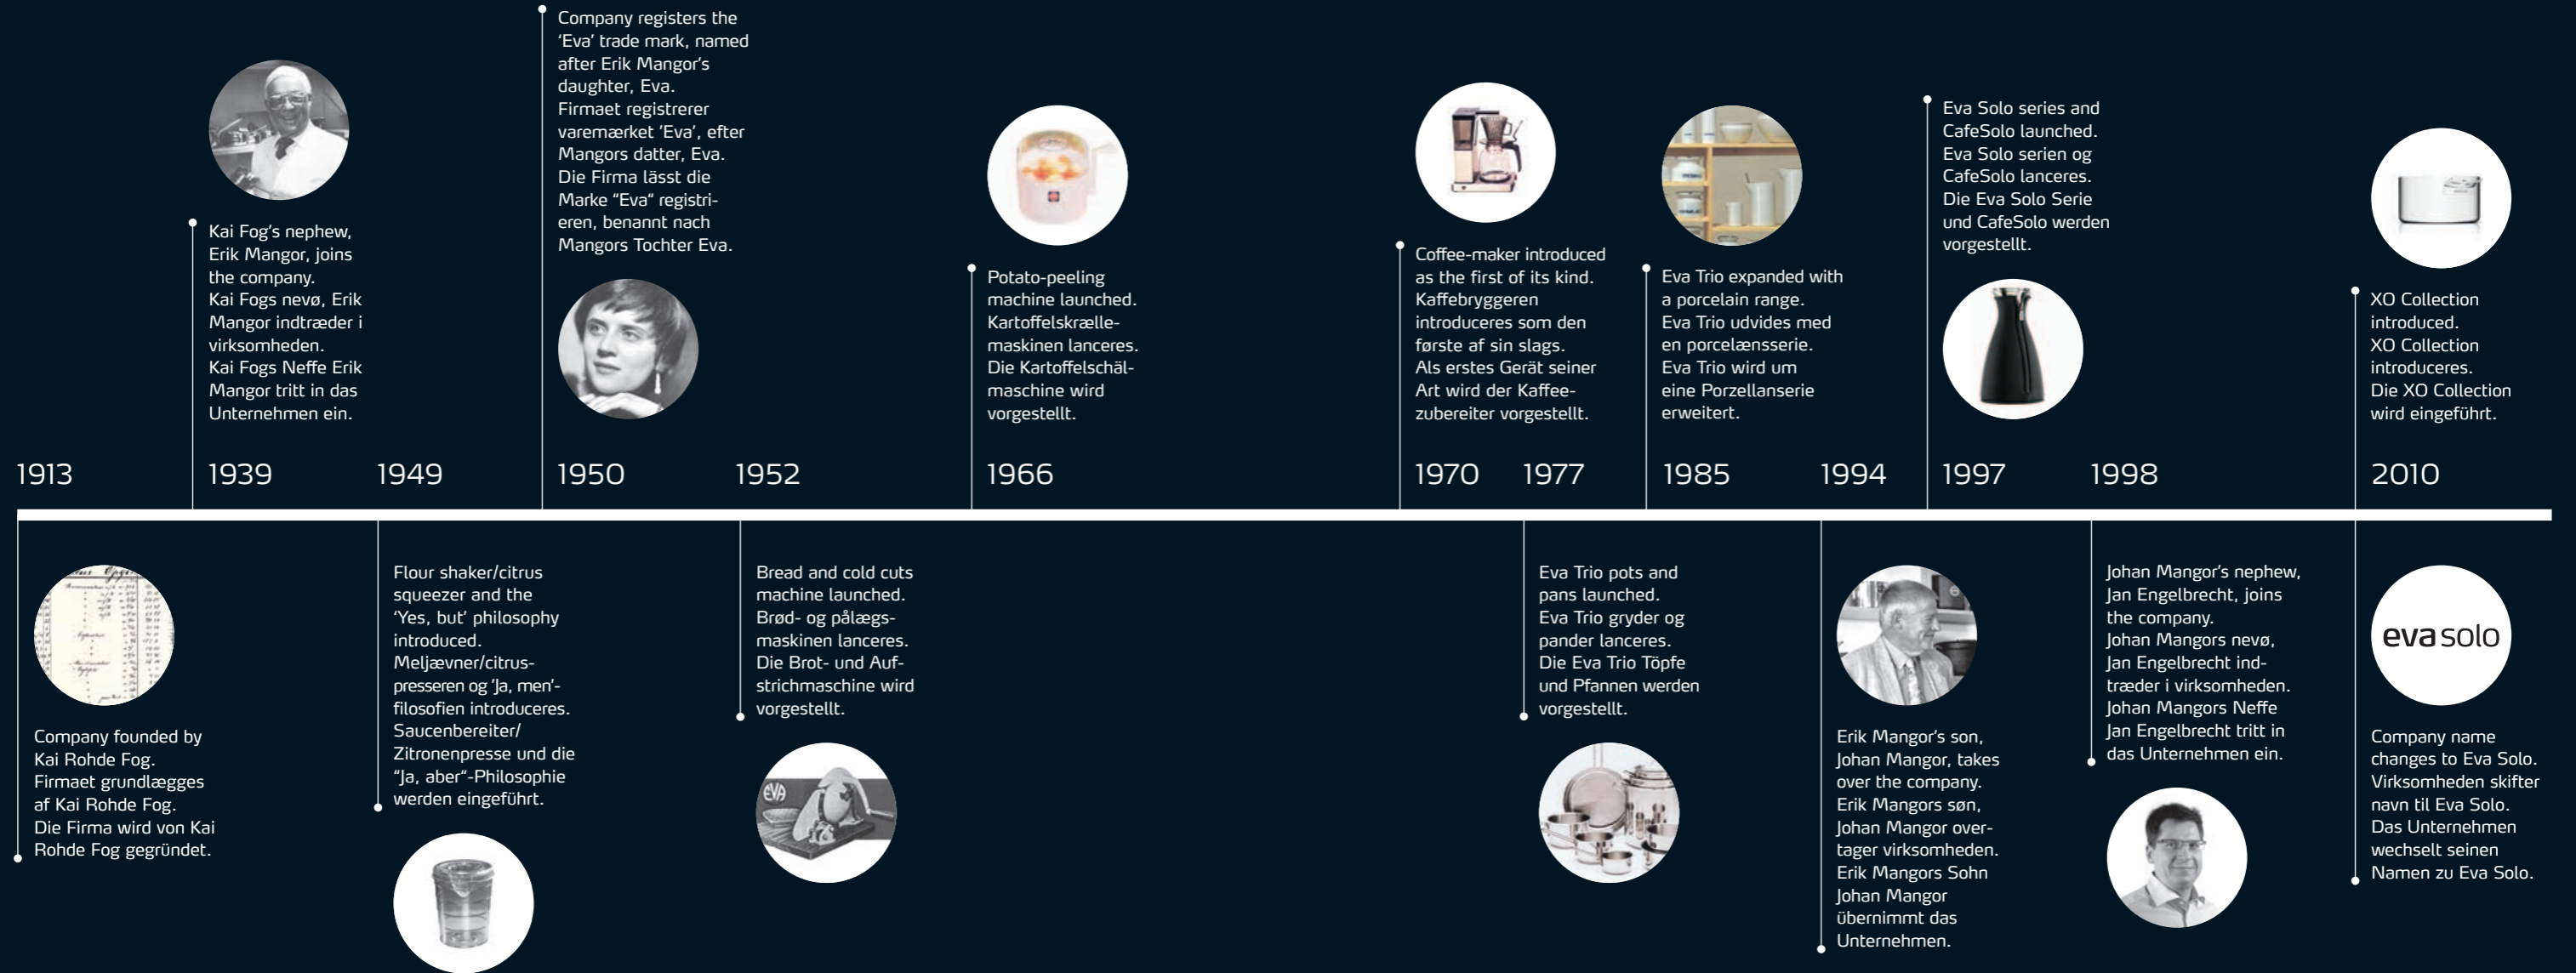 Company registers the
‘Eva’ trade mark, named
after Erik Mangor’s
daughter, Eva.
Firmaet registrerer
varemærket ‘Eva’, efter
Mangors datter, Eva.
Die Firma lässt die
Marke “Eva“ registri-
eren, benannt nach
Mangors Tochter Eva.
Kai Fog’s nephew,
Erik Mangor, joins
the company.
Kai Fogs nevø, Erik
Mangor indtræder i
virksomheden.
Kai Fogs Neffe Erik
Mangor tritt in das
Unternehmen ein.
Potato-peeling
machine launched.
Kartoffelskrælle-
maskinen lanceres.
Die Kartoffelschäl-
maschine wird
vorgestellt.
Coffee-maker introduced
as the first of its kind.
Kaffebryggeren
introduceres som den
første af sin slags.
Als erstes Gerät seiner
Art wird der Kaffee-
zubereiter vorgestellt.
Eva Trio expanded with
a porcelain range.
Eva Trio udvides med
en porcelænsserie.
Eva Trio wird um
eine Porzellanserie
erweitert.
Eva Solo series and
CafeSolo launched.
Eva Solo serien og
CafeSolo lanceres.
Die Eva Solo Serie
und CafeSolo werden
vorgestellt.
XO Collection
introduced.
XO Collection
introduceres.
Die XO Collection
wird eingeführt.
1913 1939 1949 1950 1952 1966 1970 1977 1985 1994 1997 1998 2010
Company founded by
Kai Rohde Fog.
Firmaet grundlægges
af Kai Rohde Fog.
Die Firma wird von Kai
Rohde Fog gegründet.
Flour shaker/citrus
squeezer and the
‘Yes, but’ philosophy
introduced.
Meljævner/citrus-
presseren og ‘Ja, men’-
filosofien introduceres.
Saucenbereiter/
Zitronenpresse und die
“Ja, aber“-Philosophie
werden eingeführt.
Bread and cold cuts
machine launched.
Brød- og pålægs-
maskinen lanceres.
Die Brot- und Auf-
strichmaschine wird
vorgestellt.
EVA
Eva Trio pots and
pans launched.
Eva Trio gryder og
pander lanceres.
Die Eva Trio Töpfe
und Pfannen werden
vorgestellt.
Erik Mangor’s son,
Johan Mangor, takes
over the company.
Erik Mangors søn,
Johan Mangor over-
tager virksomheden.
Erik Mangors Sohn
Johan Mangor
übernimmt das
Unternehmen.
Johan Mangor’s nephew,
Jan Engelbrecht, joins
the company.
Johan Mangors nevø,
Jan Engelbrecht ind-
træder i virksomheden.
Johan Mangors Neffe
Jan Engelbrecht tritt in
das Unternehmen ein.
eva solo
Company name
changes to Eva Solo.
Virksomheden skifter
navn til Eva Solo.
Das Unternehmen
wechselt seinen
Namen zu Eva Solo.